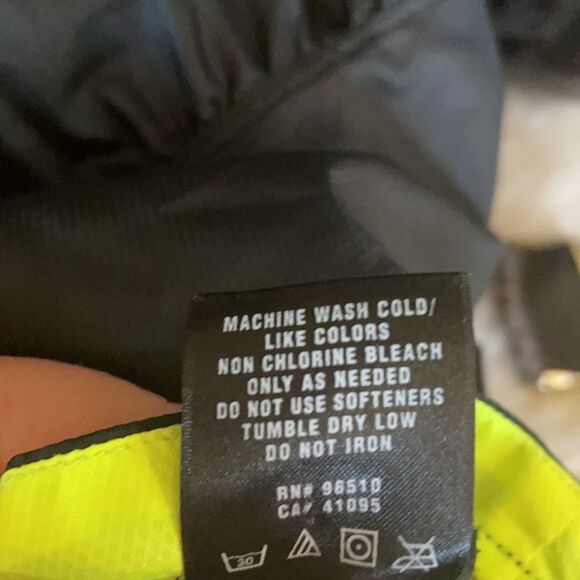 MACHINE WASH COLD/
LIKE COLORS
NON CHLORINE BLEACH
ONLY AS NEEDED
DO NOT USE SOFTENERS
TUMBLE DRY LOW
DO NOT IRON
RN# 96510
CA# 41095
30